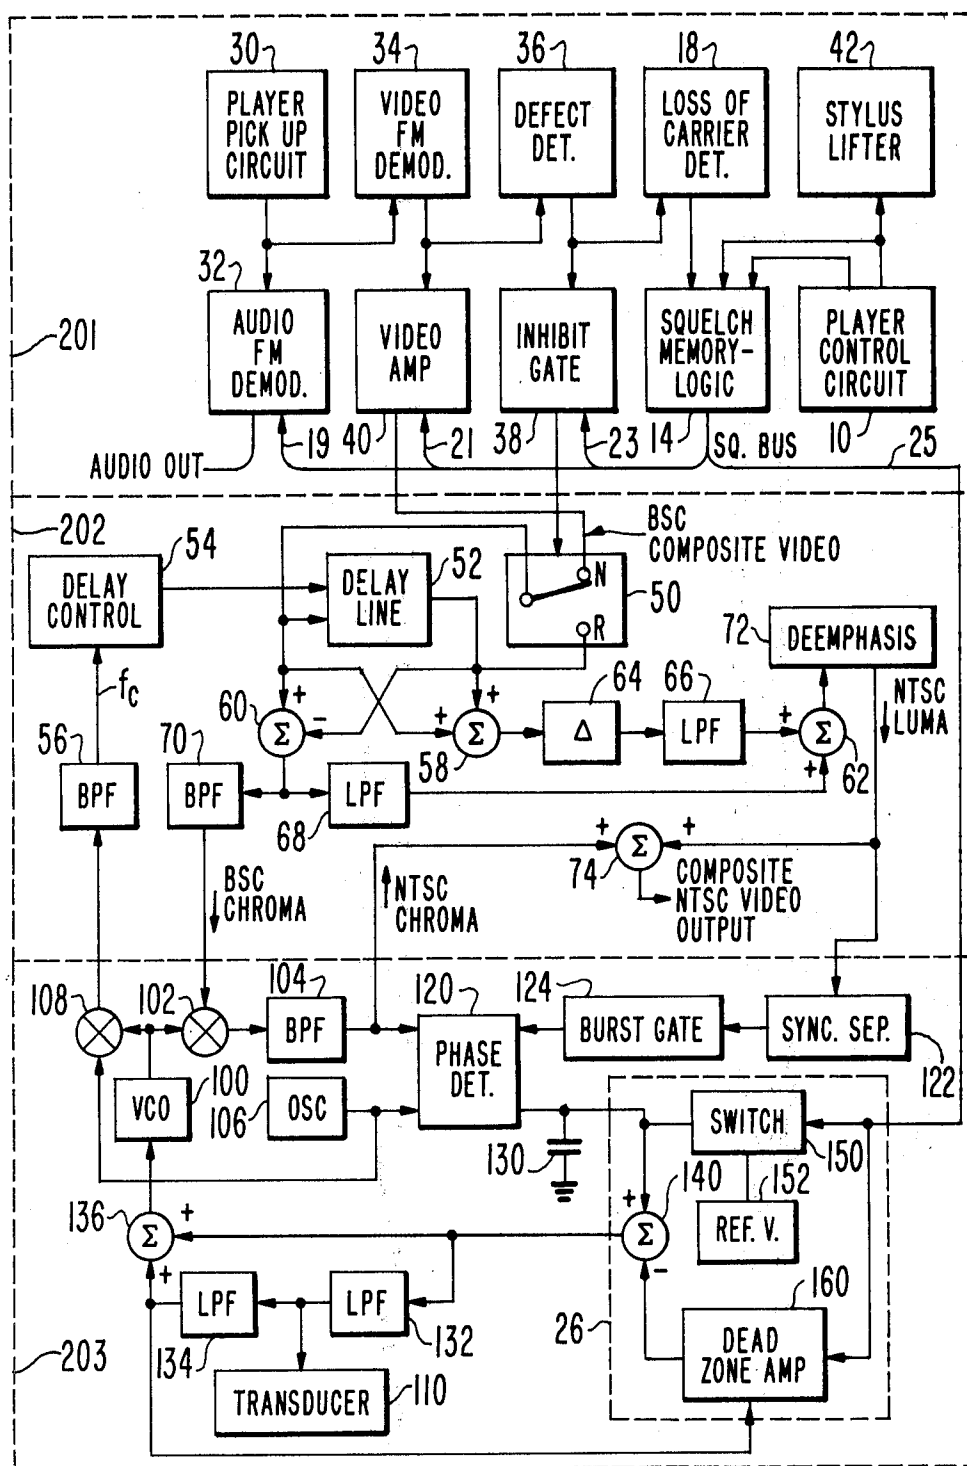 30
34
36
18
42
PLAYER
PICK UP
CIRCUIT
VIDEO
FM
DEMOD.
DEFECT
DET.
LOSS OF
CARRIER
DET.
STYLUS
LIFTER
32
AUDIO
FM
DEMOD.
VIDEO
AMP
INHIBIT
GATE
SQUELCH
MEMORY-
LOGIC
PLAYER
CONTROL
CIRCUIT
201
19
40
21
38
23
14
10
25
AUDIO OUT
SQ. BUS
202
54
BSC
COMPOSITE VIDEO
DELAY
CONTROL
DELAY
LINE
52
N
R
50
72
DEEMPHASIS
fc
NTSC
LUMA
60
+
-
Σ
+
+
Σ
58
64
Δ
66
LPF
+
Σ
+
62
56
BPF
70
BPF
LPF
68
BSC
CHROMA
NTSC
CHROMA
+
Σ
+
74
COMPOSITE
NTSC VIDEO
OUTPUT
108
102
104
BPF
120
PHASE
DET.
124
BURST GATE
SYNC. SEP.
122
VCO
100
106
OSC
130
SWITCH
150
152
REF. V.
140
+
Σ
-
136
+
Σ
+
LPF
134
LPF
132
TRANSDUCER
110
26
160
DEAD
ZONE AMP
203